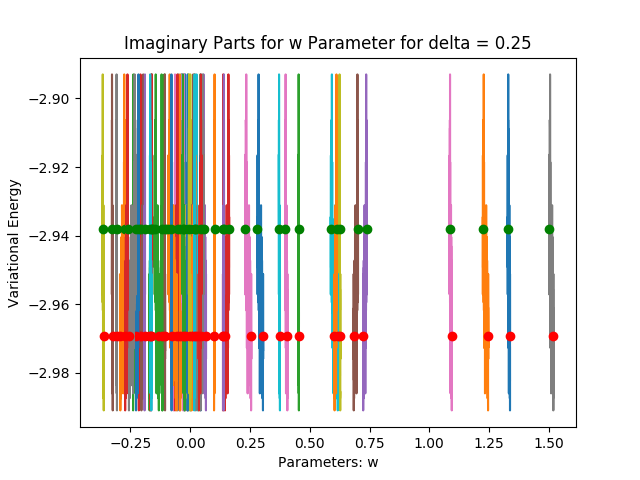 Imaginary Parts for w Parameter for delta = 0.25
−2.90
−2.92
−2.94
−2.96
−2.98
Variational Energy
−0.25 0.00 0.25 0.50 0.75 1.00 1.25 1.50
Parameters: w